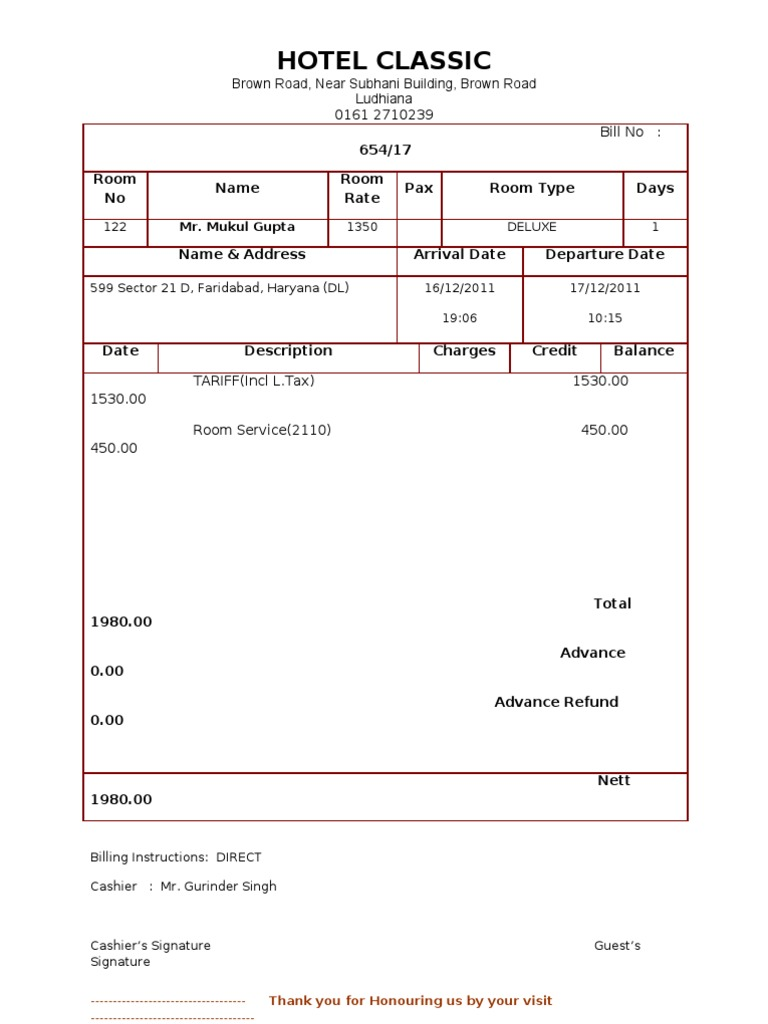 HOTEL CLASSIC
Brown Road, Near Subhani Building, Brown Road
Ludhiana
0161 2710239
Bill No :
654/17
Room No Name Room Rate Pax Room Type Days
122 Mr. Mukul Gupta 1350 DELUXE 1
Name & Address Arrival Date Departure Date
599 Sector 21 D, Faridabad, Haryana (DL) 16/12/2011 17/12/2011
19:06 10:15
Date Description Charges Credit Balance
TARIFF(Incl L.Tax) 1530.00
1530.00
Room Service(2110) 450.00
450.00
Total
1980.00
Advance
0.00
Advance Refund
0.00
Nett
1980.00
Billing Instructions: DIRECT
Cashier : Mr. Gurinder Singh
Cashier’s Signature Guest’s
Signature
---------------------------------- Thank you for Honouring us by your visit
------------------------------------